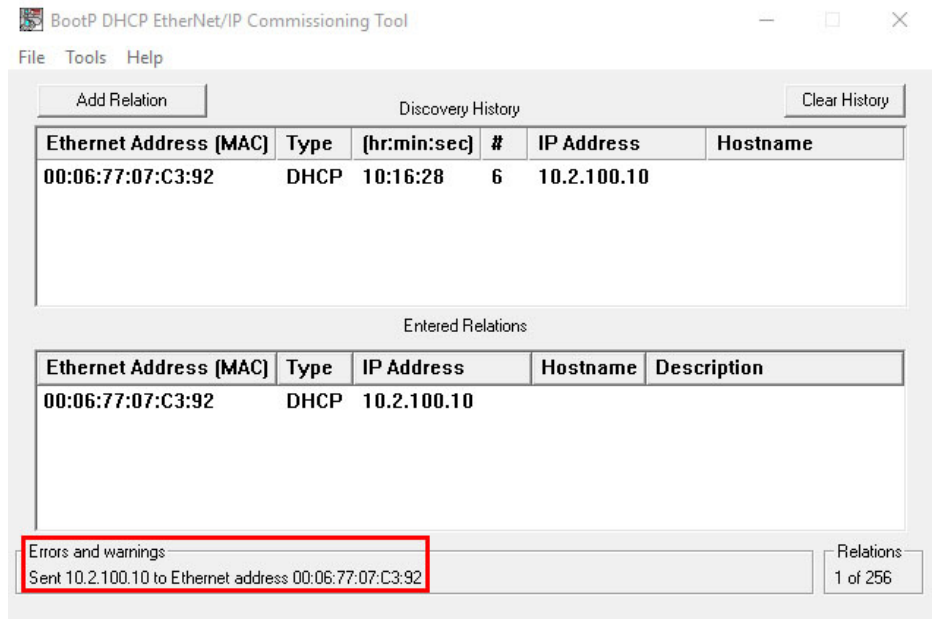 BootP DHCP EtherNet/IP Commissioning Tool
File Tools Help
Add Relation Discovery History Clear History
Ethernet Address (MAC) Type (hr:min:sec) # IP Address Hostname
00:06:77:07:C3:92 DHCP 10:16:28 6 10.2.100.10
Entered Relations
Ethernet Address (MAC) Type IP Address Hostname Description
00:06:77:07:C3:92 DHCP 10.2.100.10
Errors and warnings Relations
Sent 10.2.100.10 to Ethernet address 00:06:77:07:C3:92 1 of 256